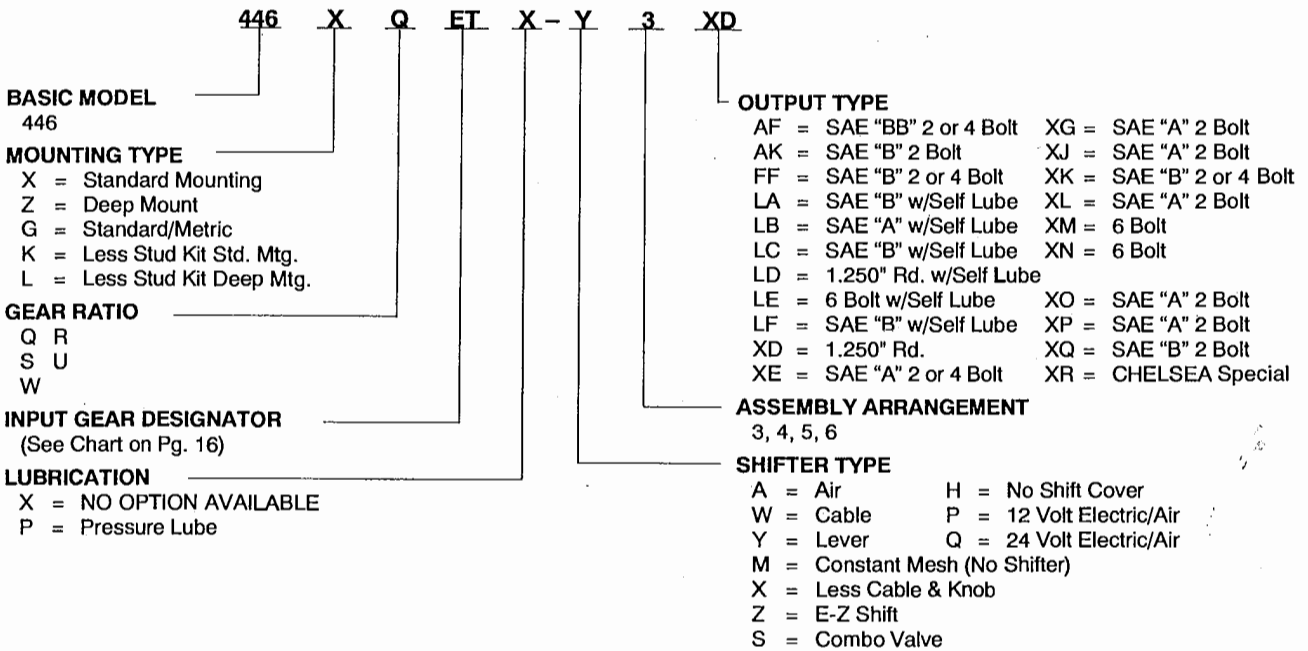 446 X Q ET X – Y 3 XD
BASIC MODEL
446
MOUNTING TYPE
X = Standard Mounting
Z = Deep Mount
G = Standard/Metric
K = Less Stud Kit Std. Mtg.
L = Less Stud Kit Deep Mtg.
GEAR RATIO
Q R
S U
W
INPUT GEAR DESIGNATOR
(See Chart on Pg. 16)
LUBRICATION
X = NO OPTION AVAILABLE
P = Pressure Lube
OUTPUT TYPE
AF = SAE "BB" 2 or 4 Bolt XG = SAE "A" 2 Bolt
AK = SAE "B" 2 Bolt XJ = SAE "A" 2 Bolt
FF = SAE "B" 2 or 4 Bolt XK = SAE "B" 2 or 4 Bolt
LA = SAE "B" w/Self Lube XL = SAE "A" 2 Bolt
LB = SAE "A" w/Self Lube XM = 6 Bolt
LC = SAE "B" w/Self Lube XN = 6 Bolt
LD = 1.250" Rd. w/Self Lube
LE = 6 Bolt w/Self Lube XO = SAE "A" 2 Bolt
LF = SAE "B" w/Self Lube XP = SAE "A" 2 Bolt
XD = 1.250" Rd. XQ = SAE "B" 2 Bolt
XE = SAE "A" 2 or 4 Bolt XR = CHELSEA Special
ASSEMBLY ARRANGEMENT
3, 4, 5, 6
SHIFTER TYPE
A = Air H = No Shift Cover
W = Cable P = 12 Volt Electric/Air
Y = Lever Q = 24 Volt Electric/Air
M = Constant Mesh (No Shifter)
X = Less Cable & Knob
Z = E-Z Shift
S = Combo Valve